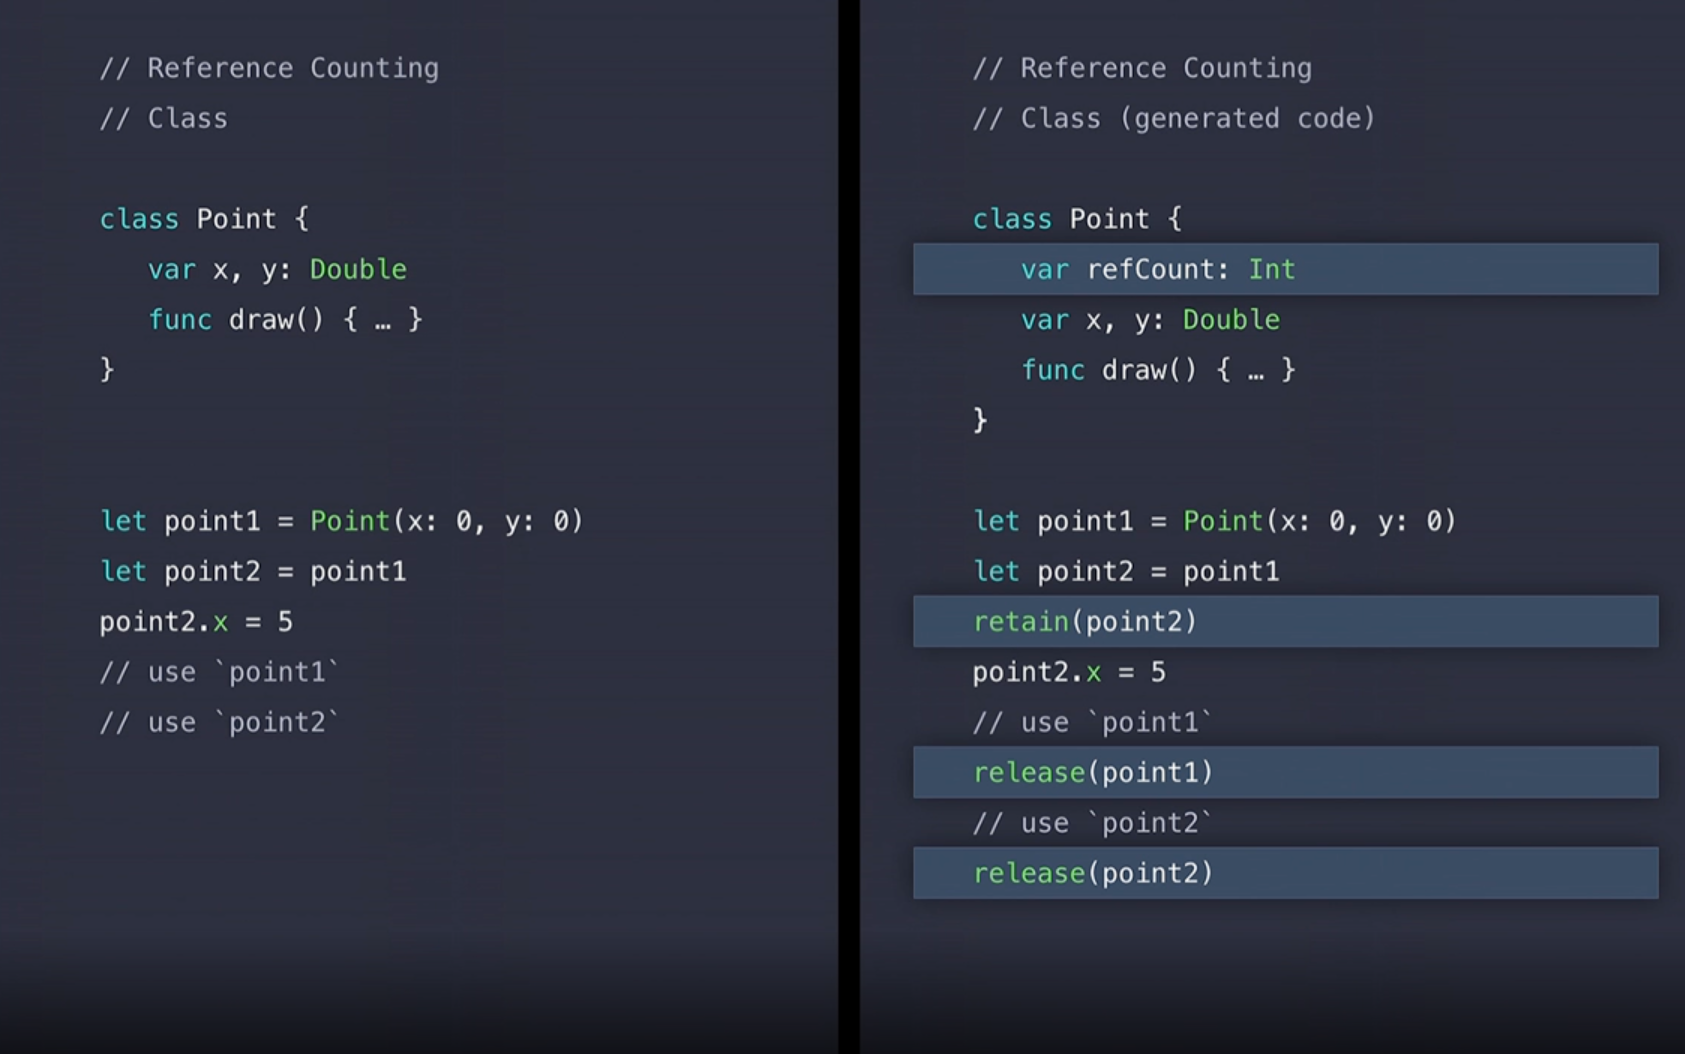 // Reference Counting
// Class
class Point {
   var x, y: Double
   func draw() { … }
}
let point1 = Point(x: 0, y: 0)
let point2 = point1
point2.x = 5
// use `point1`
// use `point2`
// Reference Counting
// Class (generated code)
class Point {
   var refCount: Int
   var x, y: Double
   func draw() { … }
}
let point1 = Point(x: 0, y: 0)
let point2 = point1
retain(point2)
point2.x = 5
// use `point1`
release(point1)
// use `point2`
release(point2)